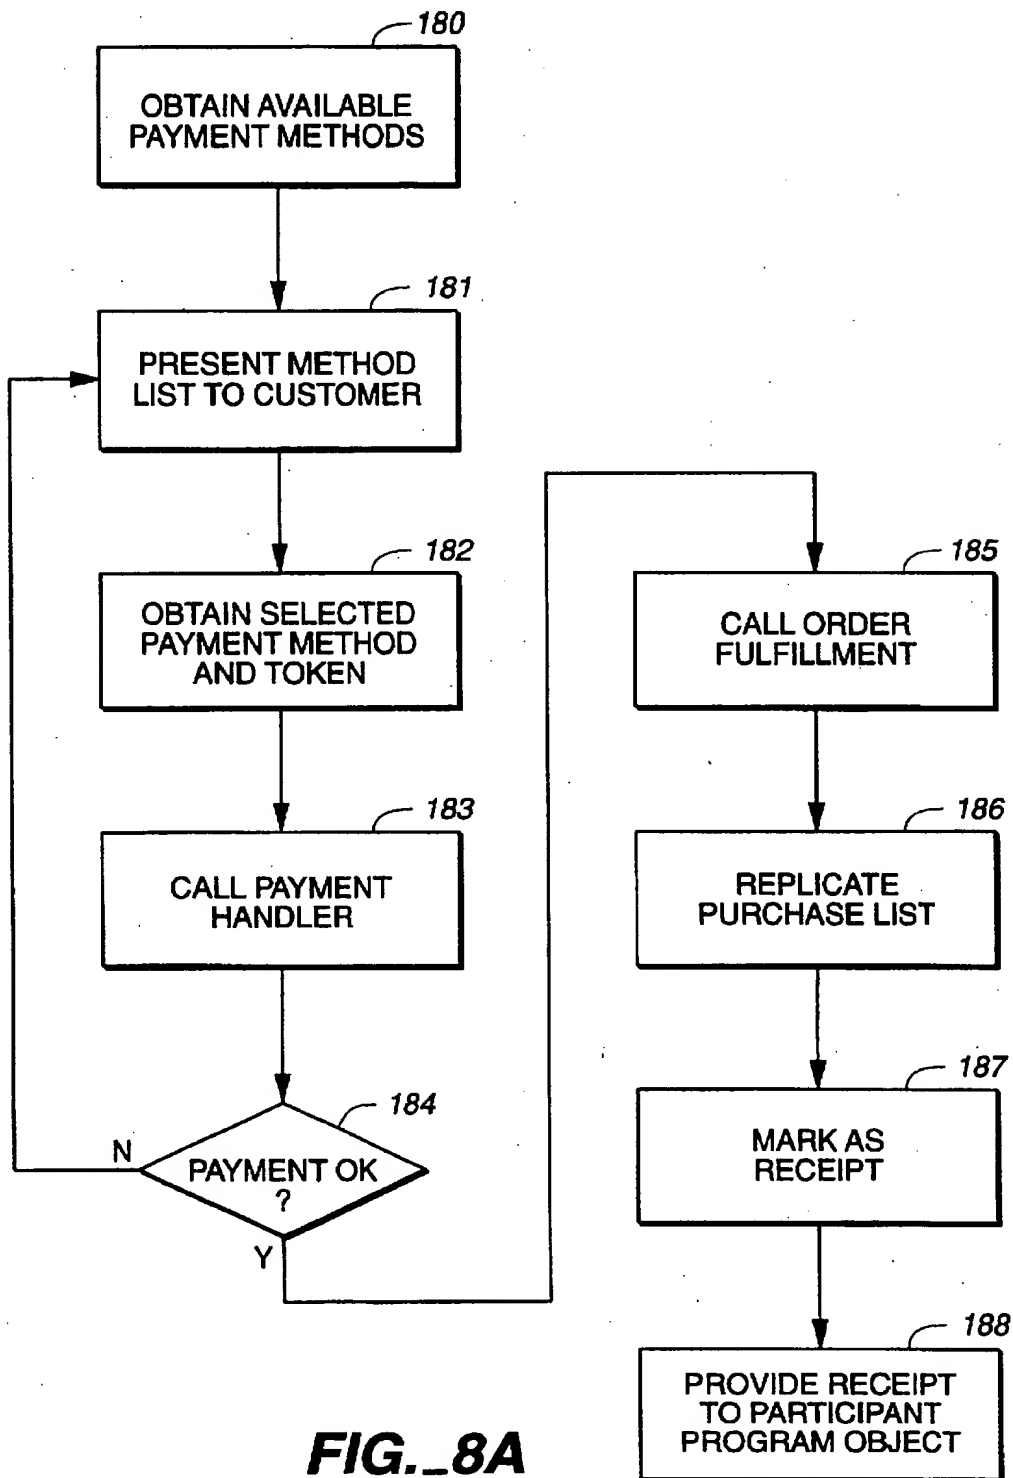 180
OBTAIN AVAILABLE
PAYMENT METHODS
181
PRESENT METHOD
LIST TO CUSTOMER
182
OBTAIN SELECTED
PAYMENT METHOD
AND TOKEN
183
CALL PAYMENT
HANDLER
184
N
PAYMENT OK
?
Y
185
CALL ORDER
FULFILLMENT
186
REPLICATE
PURCHASE LIST
187
MARK AS
RECEIPT
188
PROVIDE RECEIPT
TO PARTICIPANT
PROGRAM OBJECT
FIG._8A